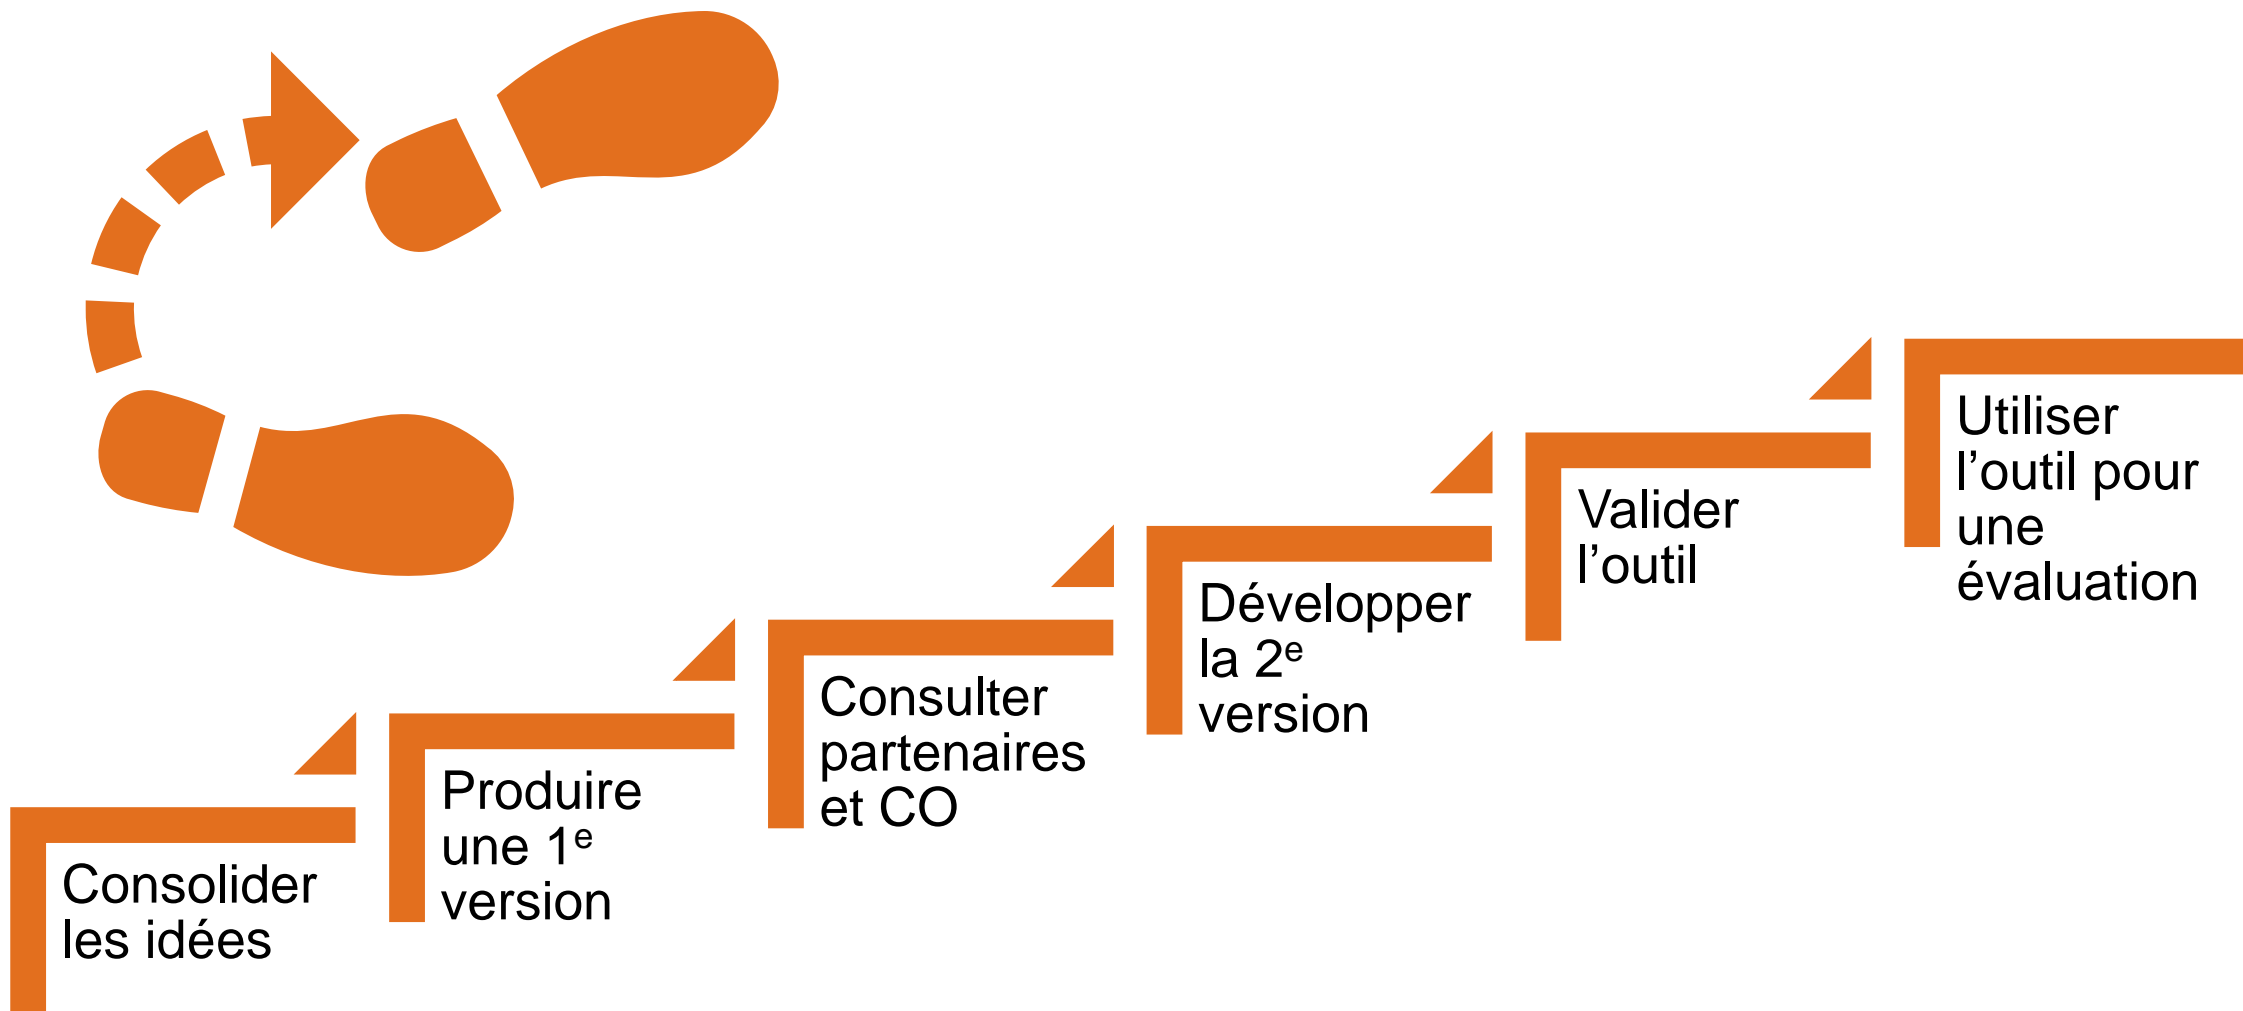 Consolider
les idées
Produire
une 1e
version
Consulter
partenaires
et CO
Développer
la 2e
version
Valider
l’outil
Utiliser
l’outil pour
une
évaluation